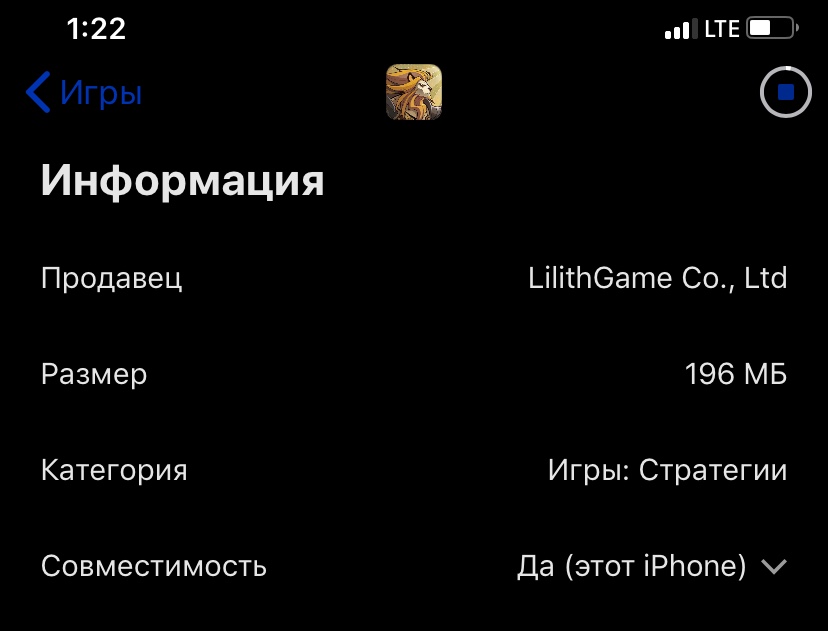 1:22 LTE
Игры
Информация
Продавец LilithGame Co., Ltd
Размер 196 МБ
Категория Игры: Стратегии
Совместимость Да (этот iPhone)